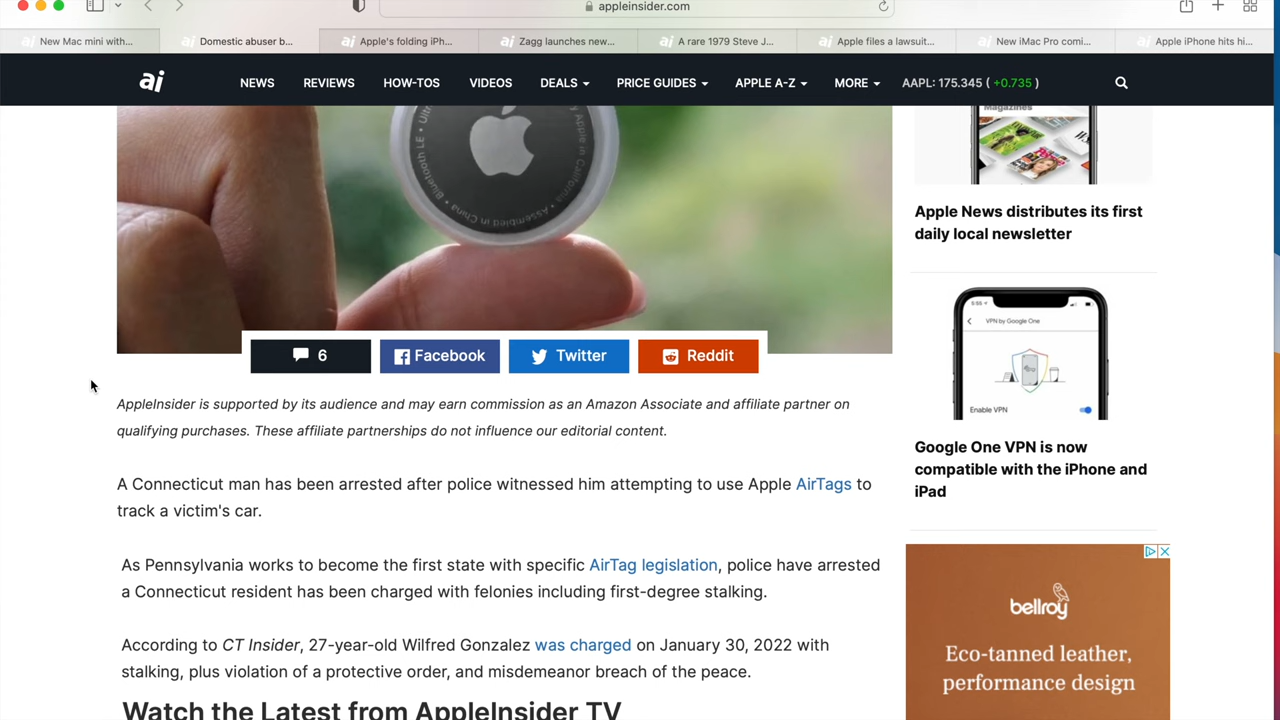 appleinsider.com
New Mac mini with...
Domestic abuser b...
Apple's folding iPh...
Zagg launches new...
A rare 1979 Steve J...
Apple files a lawsuit...
New iMac Pro comi...
Apple iPhone hits hi...
ai NEWS REVIEWS HOW-TOS VIDEOS DEALS PRICE GUIDES APPLE A-Z MORE AAPL: 175.345 ( +0.735 )
Bluetooth LE • Assembled in China • Apple in California
6 Facebook Twitter Reddit
AppleInsider is supported by its audience and may earn commission as an Amazon Associate and affiliate partner on
qualifying purchases. These affiliate partnerships do not influence our editorial content.
A Connecticut man has been arrested after police witnessed him attempting to use Apple AirTags to
track a victim's car.
As Pennsylvania works to become the first state with specific AirTag legislation, police have arrested
a Connecticut resident has been charged with felonies including first-degree stalking.
According to CT Insider, 27-year-old Wilfred Gonzalez was charged on January 30, 2022 with
stalking, plus violation of a protective order, and misdemeanor breach of the peace.
Watch the Latest from AppleInsider TV
Magazines
Apple News distributes its first
daily local newsletter
VPN by Google One
Enable VPN
Google One VPN is now
compatible with the iPhone and
iPad
bellroy
Eco-tanned leather,
performance design